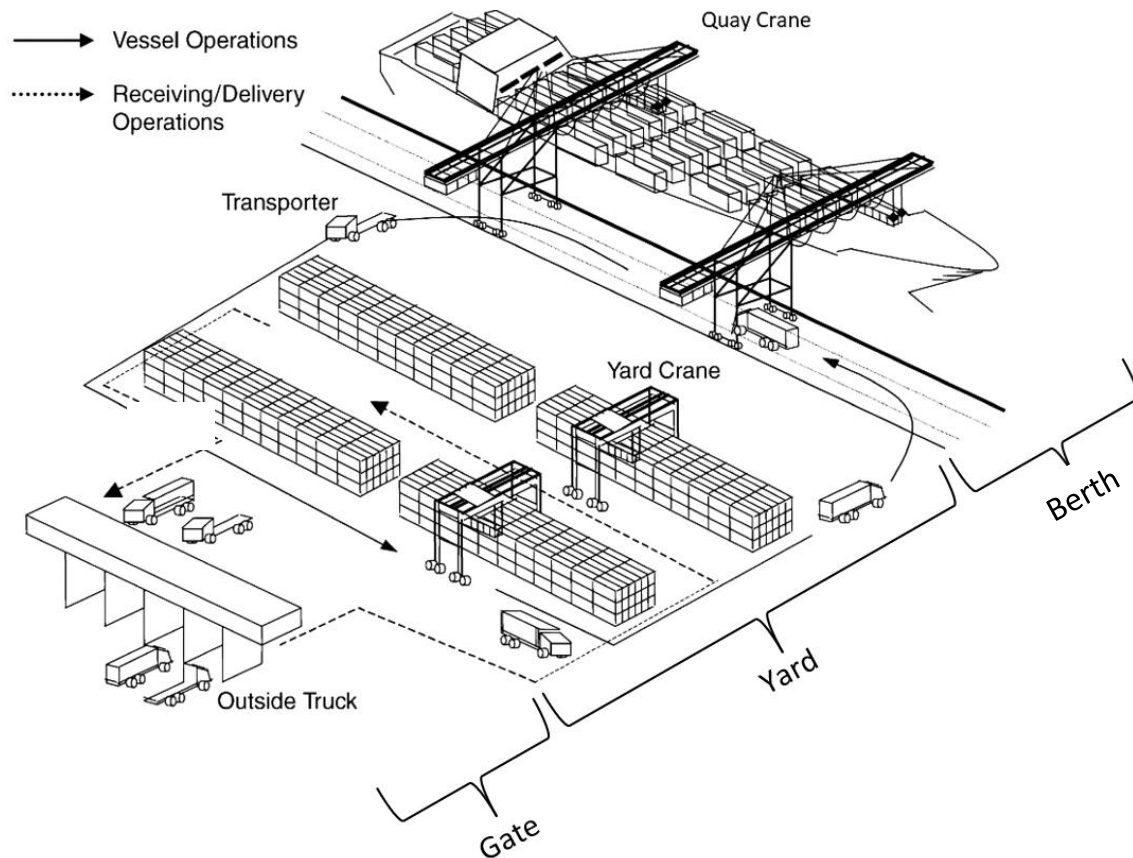 Quay Crane
Vessel Operations
Receiving/Delivery
Operations
Transporter
Yard Crane
Berth
Yard
Outside Truck
Gate